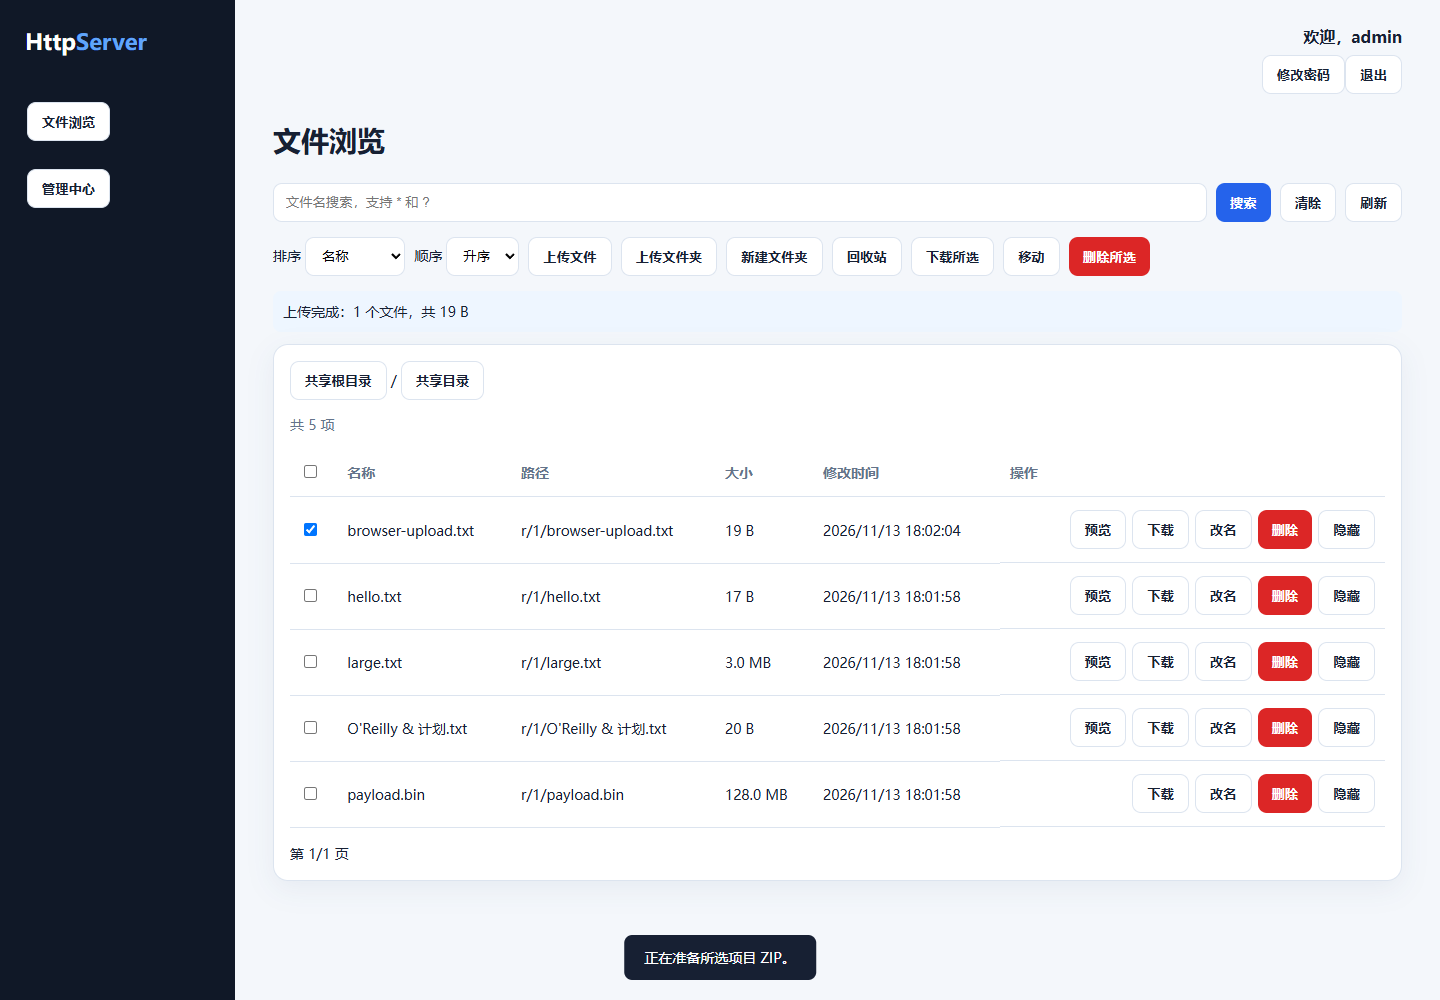 HttpServer
文件浏览
管理中心
欢迎，admin
修改密码 退出
文件浏览
文件名搜索，支持 * 和 ? 搜索 清除 刷新
排序 名称 顺序 升序 上传文件 上传文件夹 新建文件夹 回收站 下载所选 移动 删除所选
上传完成：1 个文件，共 19 B
共享根目录 / 共享目录
共 5 项
名称 路径 大小 修改时间 操作
browser-upload.txt r/1/browser-upload.txt 19 B 2026/11/13 18:02:04 预览 下载 改名 删除 隐藏
hello.txt r/1/hello.txt 17 B 2026/11/13 18:01:58 预览 下载 改名 删除 隐藏
large.txt r/1/large.txt 3.0 MB 2026/11/13 18:01:58 预览 下载 改名 删除 隐藏
O'Reilly & 计划.txt r/1/O'Reilly & 计划.txt 20 B 2026/11/13 18:01:58 预览 下载 改名 删除 隐藏
payload.bin r/1/payload.bin 128.0 MB 2026/11/13 18:01:58 下载 改名 删除 隐藏
第 1/1 页
正在准备所选项目 ZIP。